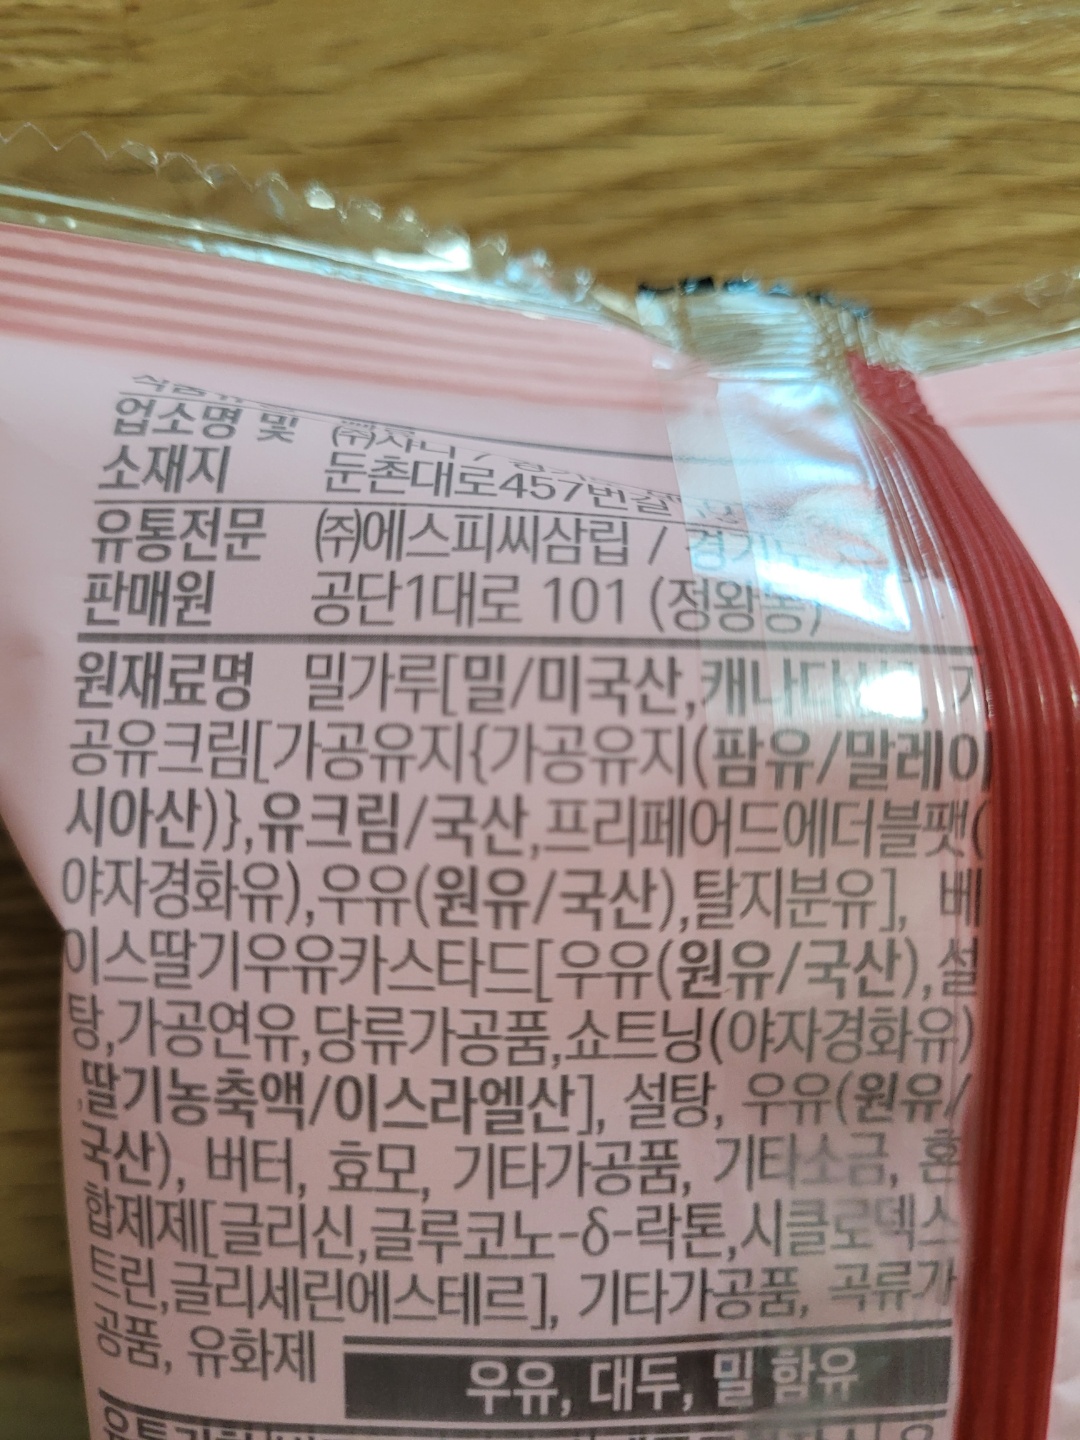 업소명 및 ㈜샤니 /
소재지 둔촌대로457번길
유통전문 ㈜에스피씨삼립 / 경기도
판매원 공단1대로 101 (정왕동)
원재료명 밀가루[밀/미국산,캐나다산], 가
공유크림[가공유지{가공유지(팜유/말레이
시아산)},유크림/국산,프리페어드에더블팻(
야자경화유),우유(원유/국산),탈지분유], 베
이스딸기우유카스타드[우유(원유/국산),설
탕,가공연유,당류가공품,쇼트닝(야자경화유)
,딸기농축액/이스라엘산], 설탕, 우유(원유/
국산), 버터, 효모, 기타가공품, 기타소금, 혼
합제제[글리신,글루코노-δ-락톤,시클로덱스
트린,글리세린에스테르], 기타가공품, 곡류가
공품, 유화제
우유, 대두, 밀 함유